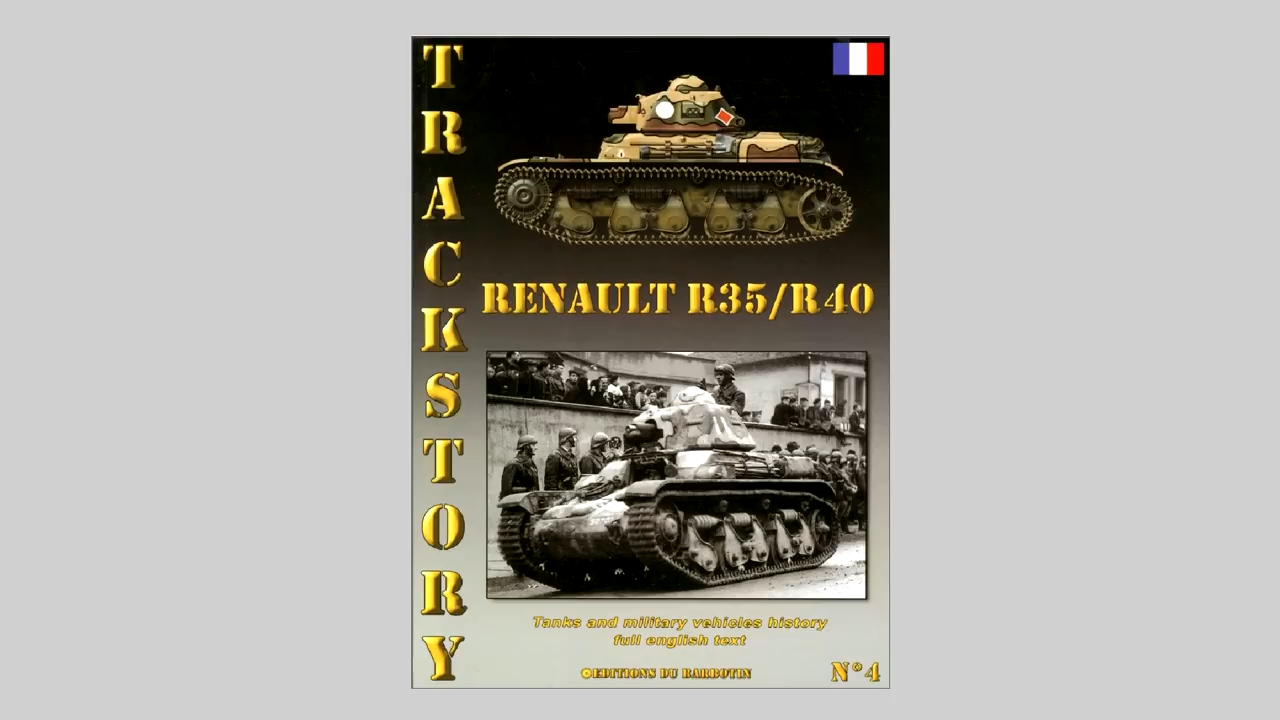 TRACKSTORY
RENAULT R35/R40
Tanks and military vehicles history
full english text
EDITIONS DU BARBOTIN
N°4